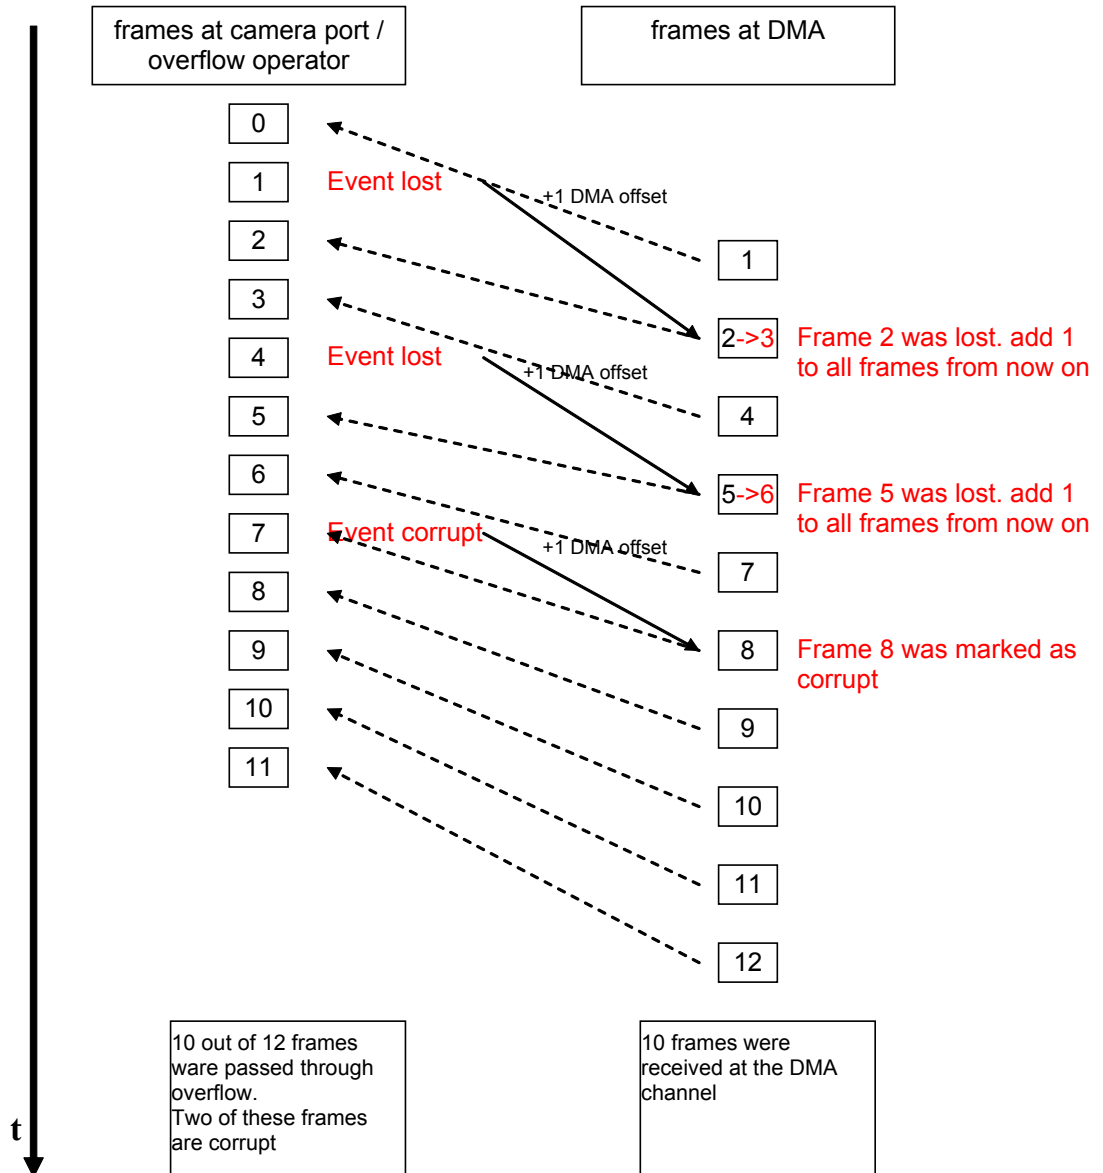 frames at camera port /
overflow operator
frames at DMA
0
1
Event lost
+1 DMA offset
2
1
3
2->3
Frame 2 was lost. add 1
to all frames from now on
4
Event lost
+1 DMA offset
5
4
6
5->6
Frame 5 was lost. add 1
to all frames from now on
7
Event corrupt
+1 DMA offset
8
7
9
8
Frame 8 was marked as
corrupt
10
9
11
10
11
12
10 out of 12 frames
ware passed through
overflow.
Two of these frames
are corrupt
10 frames were
received at the DMA
channel
t